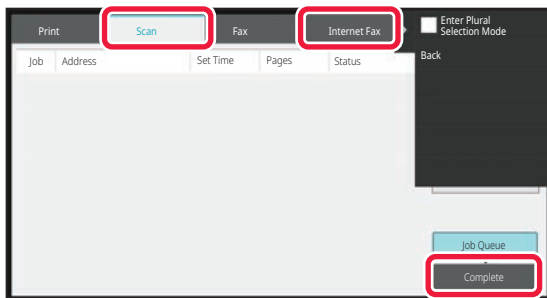 Print Scan Fax Internet Fax
Enter Plural
Selection Mode
Job Address Set Time Pages Status
Back
Job Queue
Complete